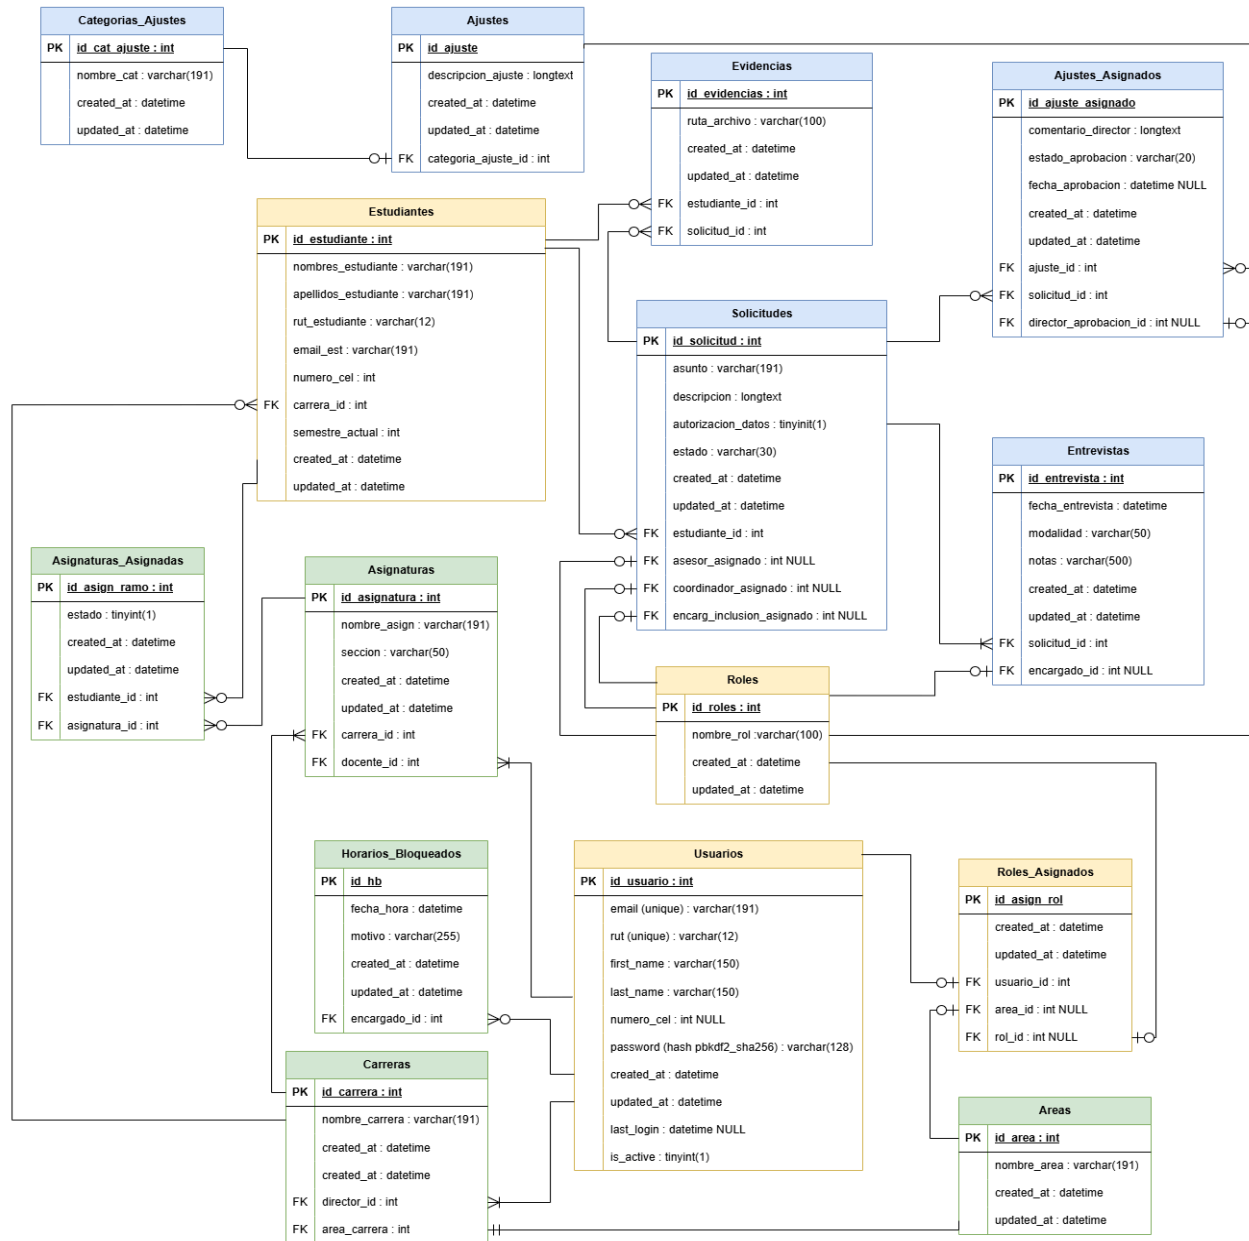 Categorias_Ajustes
PK id_cat_ajuste : int
nombre_cat : varchar(191)
created_at : datetime
updated_at : datetime
Ajustes
PK id_ajuste
descripcion_ajuste : longtext
created_at : datetime
updated_at : datetime
FK categoria_ajuste_id : int
Evidencias
PK id_evidencias : int
ruta_archivo : varchar(100)
created_at : datetime
updated_at : datetime
FK estudiante_id : int
FK solicitud_id : int
Ajustes_Asignados
PK id_ajuste_asignado
comentario_director : longtext
estado_aprobacion : varchar(20)
fecha_aprobacion : datetime NULL
created_at : datetime
updated_at : datetime
FK ajuste_id : int
FK solicitud_id : int
FK director_aprobacion_id : int NULL
Estudiantes
PK id_estudiante : int
nombres_estudiante : varchar(191)
apellidos_estudiante : varchar(191)
rut_estudiante : varchar(12)
email_est : varchar(191)
numero_cel : int
FK carrera_id : int
semestre_actual : int
created_at : datetime
updated_at : datetime
Solicitudes
PK id_solicitud : int
asunto : varchar(191)
descripcion : longtext
autorizacion_datos : tinyinit(1)
estado : varchar(30)
created_at : datetime
updated_at : datetime
FK estudiante_id : int
FK asesor_asignado : int NULL
FK coordinador_asignado : int NULL
FK encarg_inclusion_asignado : int NULL
Entrevistas
PK id_entrevista : int
fecha_entrevista : datetime
modalidad : varchar(50)
notas : varchar(500)
created_at : datetime
updated_at : datetime
FK solicitud_id : int
FK encargado_id : int NULL
Asignaturas_Asignadas
PK id_asign_ramo : int
estado : tinyint(1)
created_at : datetime
updated_at : datetime
FK estudiante_id : int
FK asignatura_id : int
Asignaturas
PK id_asignatura : int
nombre_asign : varchar(191)
seccion : varchar(50)
created_at : datetime
updated_at : datetime
FK carrera_id : int
FK docente_id : int
Roles
PK id_roles : int
nombre_rol :varchar(100)
created_at : datetime
updated_at : datetime
Horarios_Bloqueados
PK id_hb
fecha_hora : datetime
motivo : varchar(255)
created_at : datetime
updated_at : datetime
FK encargado_id : int
Usuarios
PK id_usuario : int
email (unique) : varchar(191)
rut (unique) : varchar(12)
first_name : varchar(150)
last_name : varchar(150)
numero_cel : int NULL
password (hash pbkdf2_sha256) : varchar(128)
created_at : datetime
updated_at : datetime
last_login : datetime NULL
is_active : tinyint(1)
Roles_Asignados
PK id_asign_rol
created_at : datetime
updated_at : datetime
FK usuario_id : int
FK area_id : int NULL
FK rol_id : int NULL
Carreras
PK id_carrera : int
nombre_carrera : varchar(191)
created_at : datetime
created_at : datetime
FK director_id : int
FK area_carrera : int
Areas
PK id_area : int
nombre_area : varchar(191)
created_at : datetime
updated_at : datetime